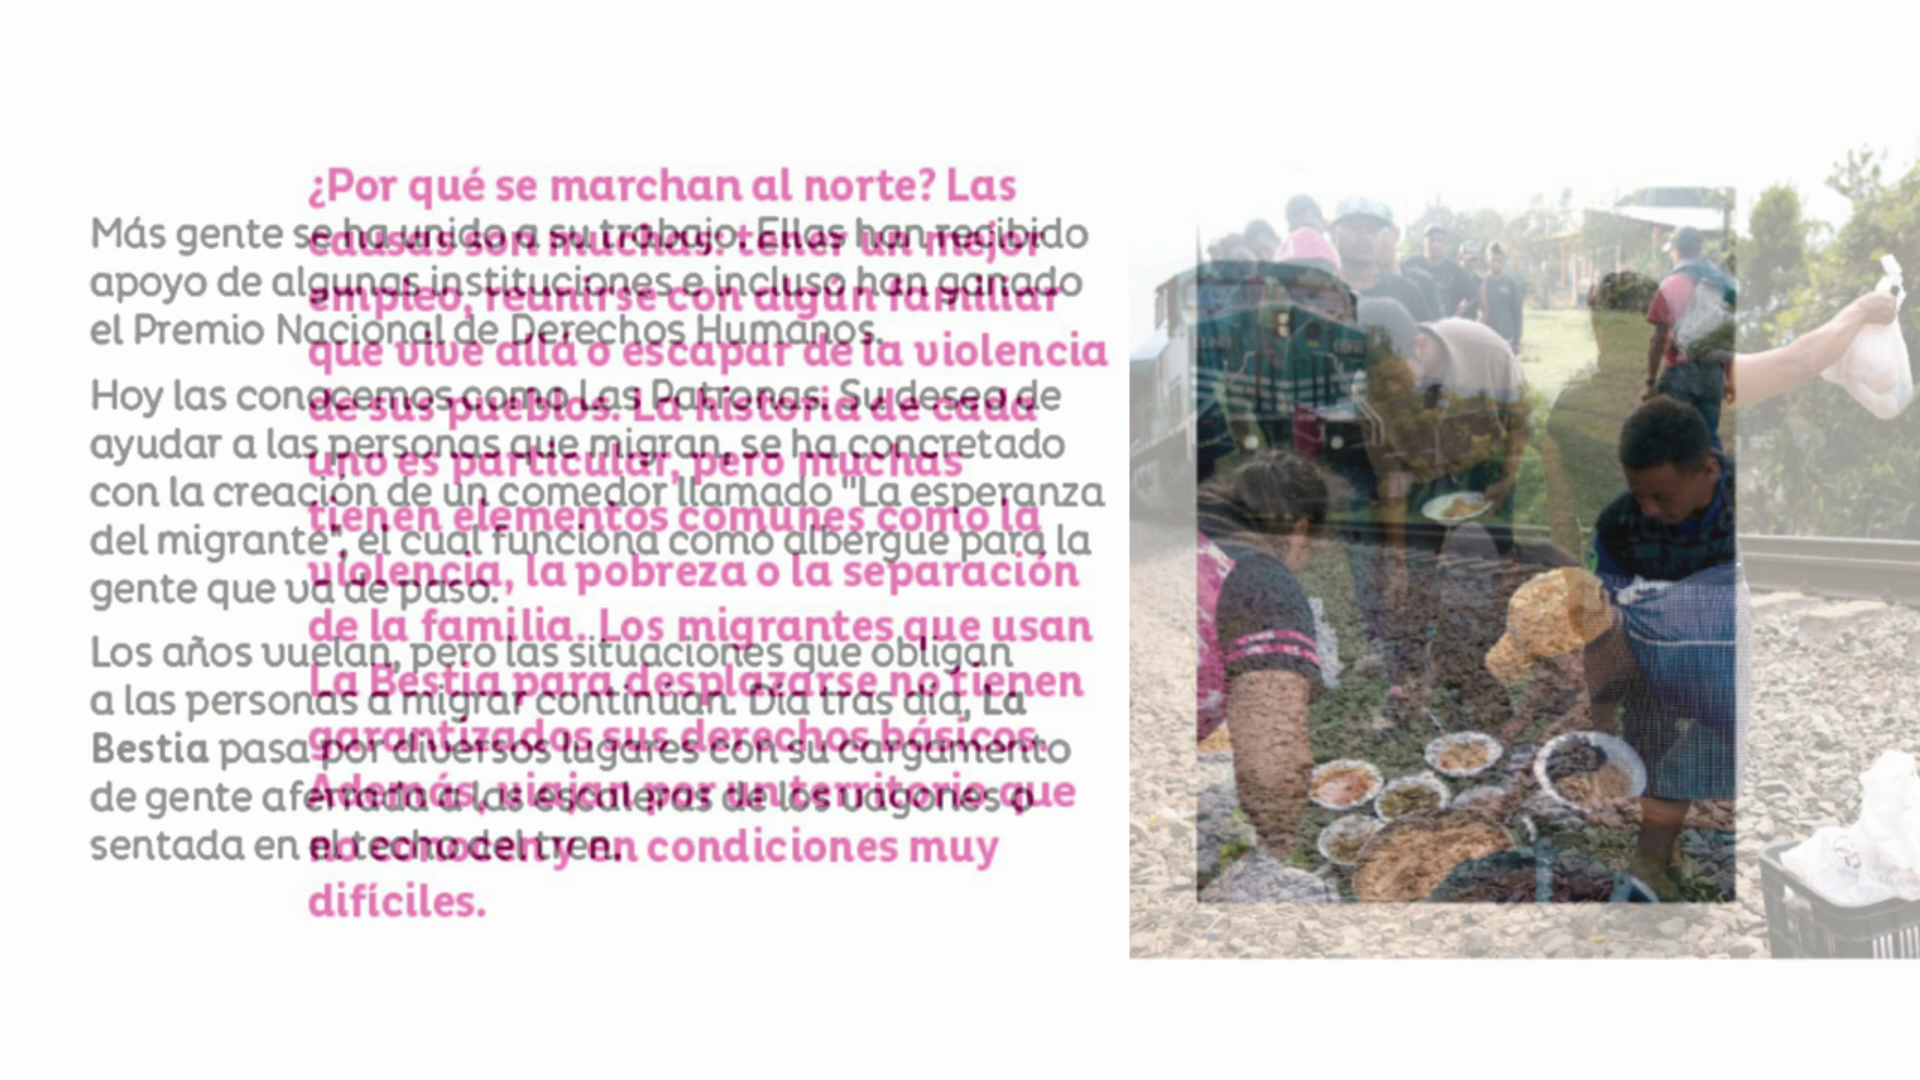 ¿Por qué se marchan al norte? Las
causas son muchas: tener un mejor
empleo, reunirse con algún familiar
que vive allá o escapar de la violencia
de sus pueblos. La historia de cada
uno es particular, pero muchas
tienen elementos comunes como la
violencia, la pobreza o la separación
de la familia. Los migrantes que usan
La Bestia para desplazarse no tienen
garantizados sus derechos básicos.
Además, viajan por un territorio que
no conocen y en condiciones muy
difíciles.
Más gente se ha unido a su trabajo. Ellas han recibido
apoyo de algunas instituciones e incluso han ganado
el Premio Nacional de Derechos Humanos.
Hoy las conocemos como Las Patronas. Su deseo de
ayudar a las personas que migran, se ha concretado
con la creación de un comedor llamado "La esperanza
del migrante", el cual funciona como albergue para la
gente que va de paso.
Los años vuelan, pero las situaciones que obligan
a las personas a migrar continúan. Día tras día, La
Bestia pasa por diversos lugares con su cargamento
de gente aferrada a las escaleras de los vagones o
sentada en el techo del tren.